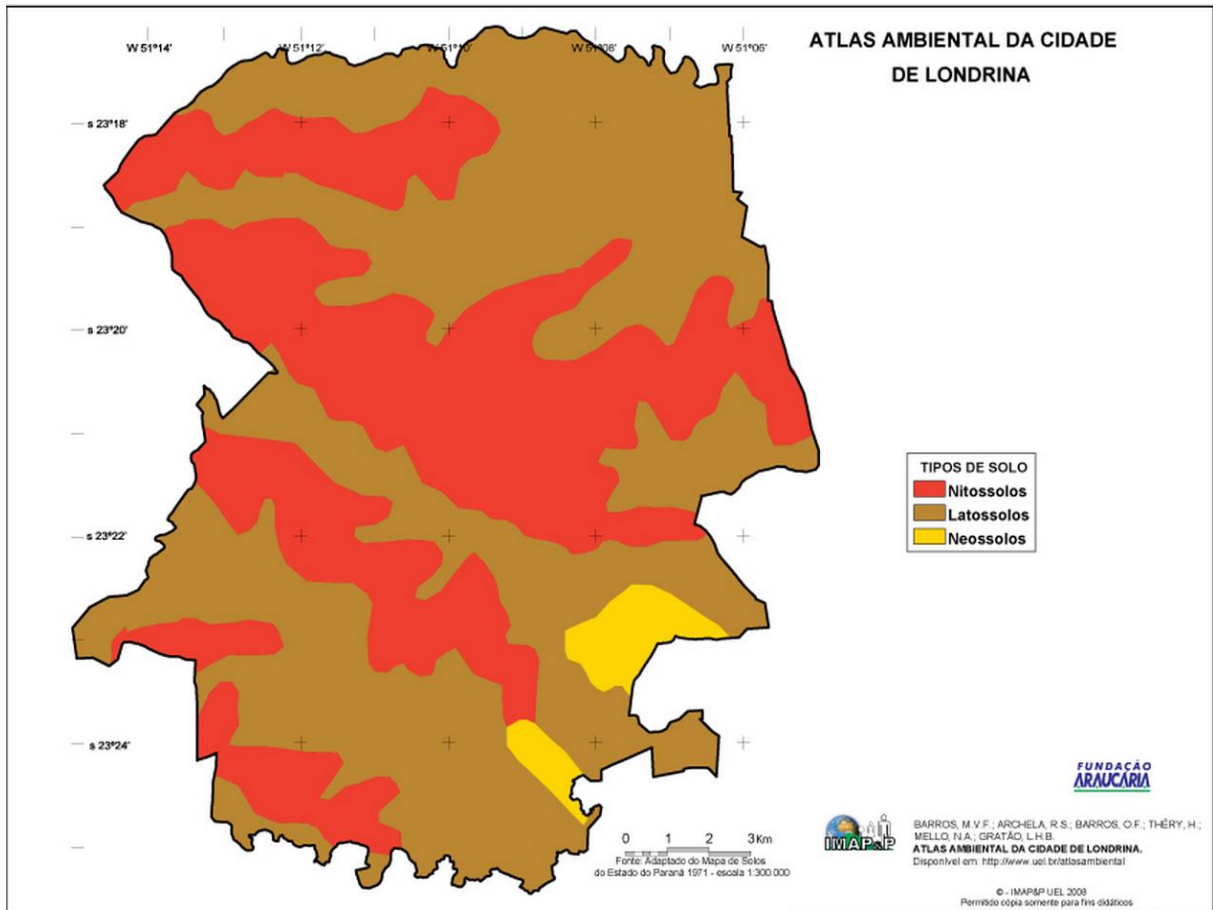 ATLAS AMBIENTAL DA CIDADE
DE LONDRINA
W 51°14'
W 51°12'
W 51°10'
W 51°08'
W 51°06'
s 23°18'
s 23°20'
s 23°22'
s 23°24'
TIPOS DE SOLO
Nitossolos
Latossolos
Neossolos
0 1 2 3Km
Fonte: Adaptado do Mapa de Solos
do Estado do Paraná 1971 - escala 1:300.000
FUNDAÇÃO
ARAUCÁRIA
IMAP&P
BARROS, M.V.F.; ARCHELA, R.S.; BARROS, O.F.; THÉRY, H.;
MELLO, N.A.; GRATÃO, L.H.B.
ATLAS AMBIENTAL DA CIDADE DE LONDRINA.
Disponível em: http://www.uel.br/atlasambiental
© - IMAP&P UEL 2008
Permitido cópia somente para fins didáticos